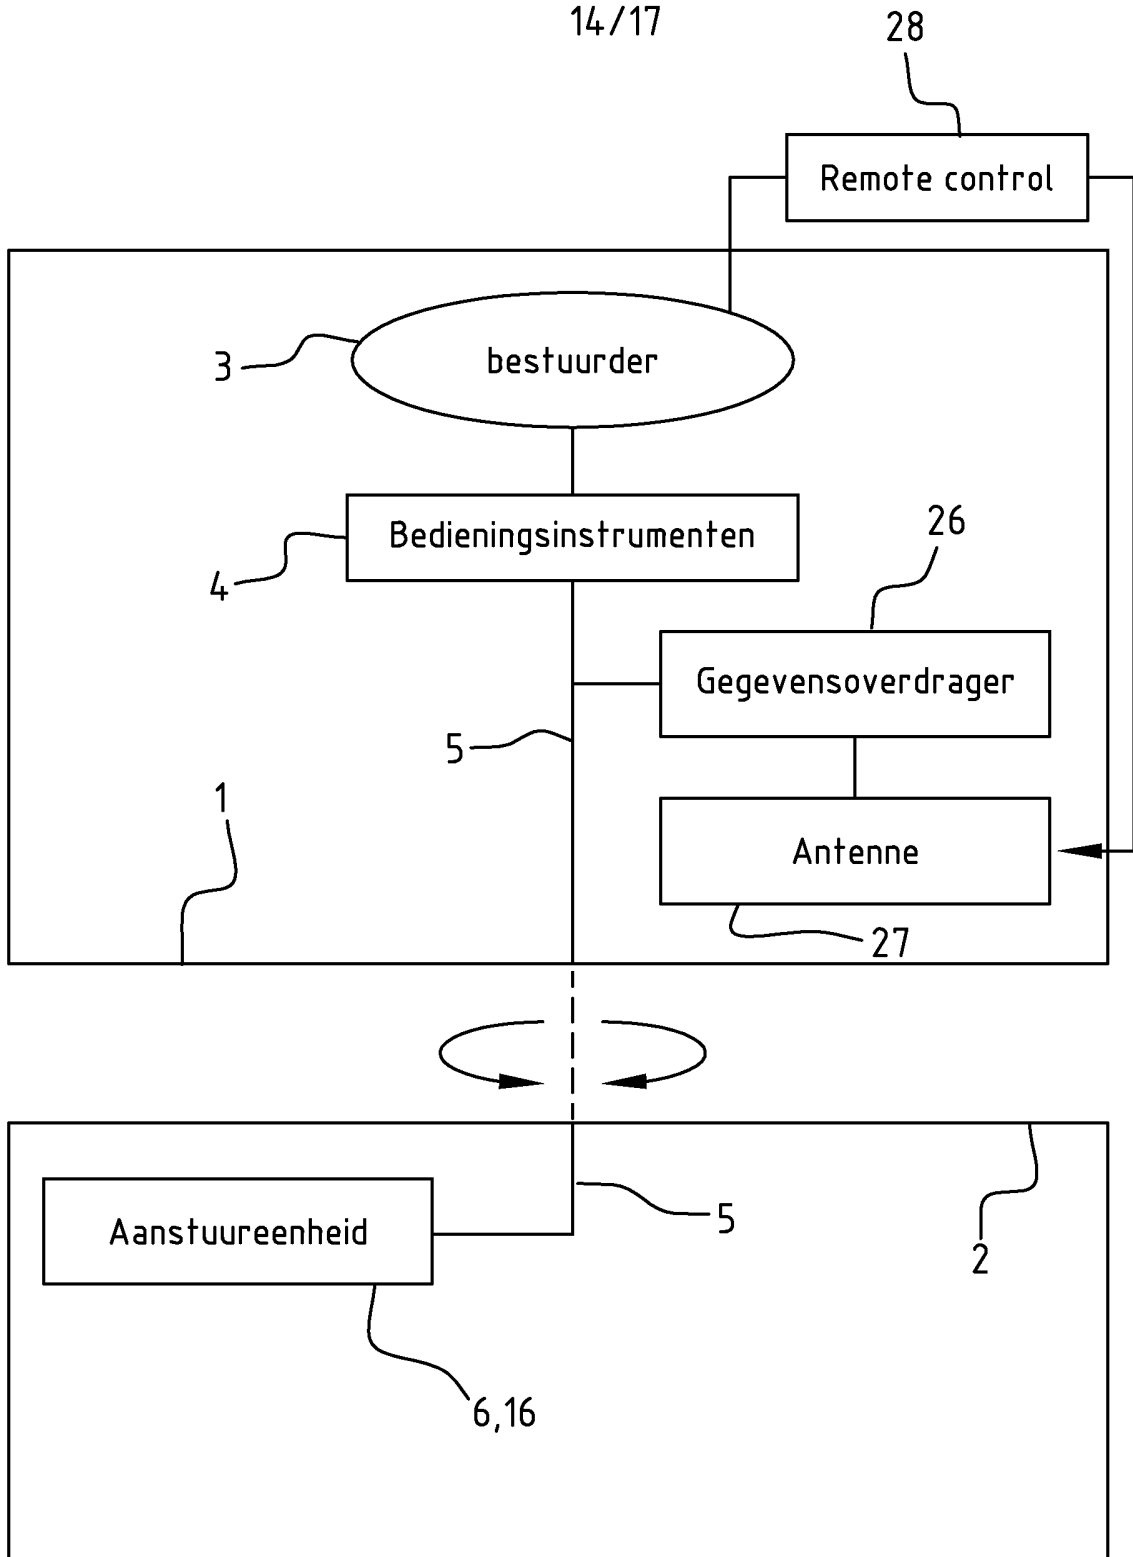 14/17
28
Remote control
3
bestuurder
4
Bedieningsinstrumenten
26
Gegevensoverdrager
5
1
Antenne
27
5
2
Aanstuureenheid
6,16